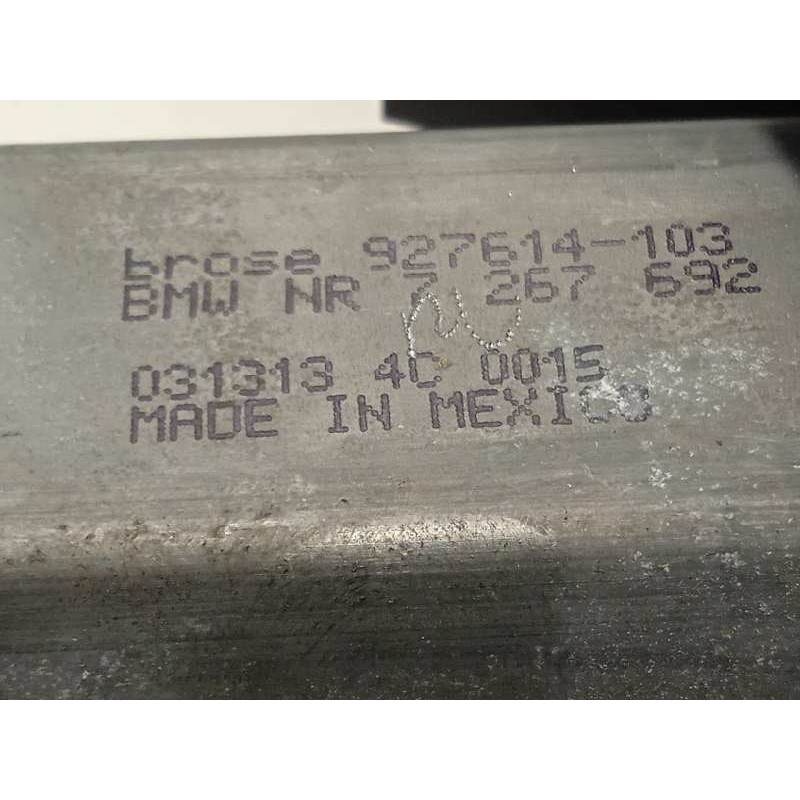 brose 927614-103
BMW NR 7 267 692
031313 4C 0015
MADE IN MEXICO